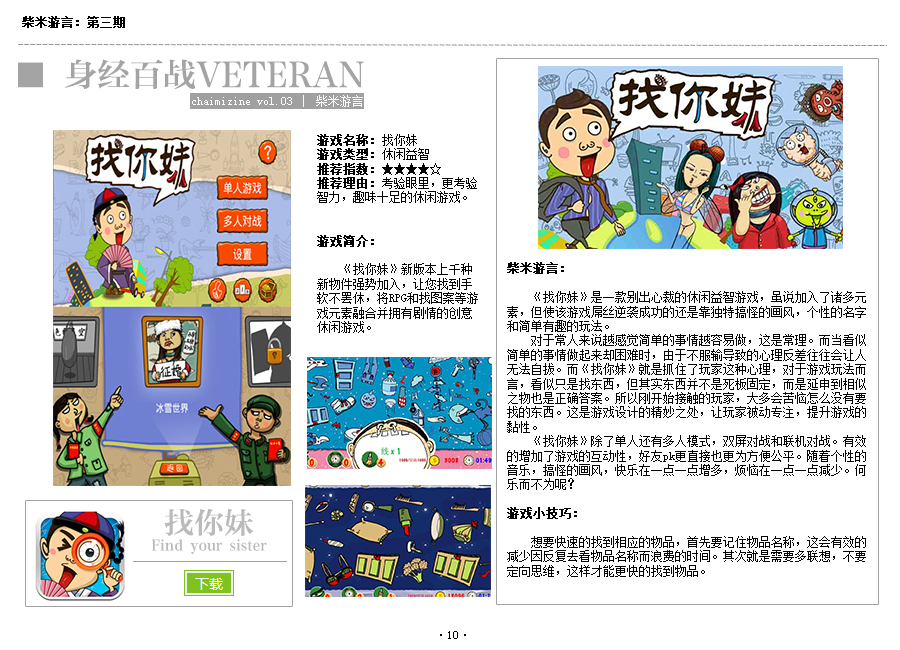 柴米游言：第三期
身经百战VETERAN
chaimizine vol.03 | 柴米游言
找你妹
?
单人游戏
多人对战
设置
证件
冰雪世界
返回
找你妹
Find your sister
下载
游戏名称：找你妹
游戏类型：休闲益智
推荐指数：★★★★☆
推荐理由：考验眼里，更考验
智力，趣味十足的休闲游戏。
游戏简介：
《找你妹》新版本上千种
新物件强势加入，让您找到手
软不罢休，将RPG和找图案等游
戏元素融合并拥有剧情的创意
休闲游戏。
线x1
找你妹
柴米游言：
《找你妹》是一款别出心裁的休闲益智游戏，虽说加入了诸多元
素，但使该游戏屌丝逆袭成功的还是靠独特搞怪的画风，个性的名字
和简单有趣的玩法。
对于常人来说越感觉简单的事情越容易做，这是常理。而当看似
简单的事情做起来却困难时，由于不服输导致的心理反差往往会让人
无法自拔。而《找你妹》就是抓住了玩家这种心理，对于游戏玩法而
言，看似只是找东西，但其实东西并不是死板固定，而是延申到相似
之物也是正确答案。所以刚开始接触的玩家，大多会苦恼怎么没有要
找的东西。这是游戏设计的精妙之处，让玩家被动专注，提升游戏的
黏性。
《找你妹》除了单人还有多人模式，双屏对战和联机对战。有效
的增加了游戏的互动性，好友pk更直接也更为方便公平。随着个性的
音乐，搞怪的画风，快乐在一点一点增多，烦恼在一点一点减少。何
乐而不为呢？
游戏小技巧：
想要快速的找到相应的物品，首先要记住物品名称，这会有效的
减少因反复去看物品名称而浪费的时间。其次就是需要多联想，不要
定向思维，这样才能更快的找到物品。
· 10 ·